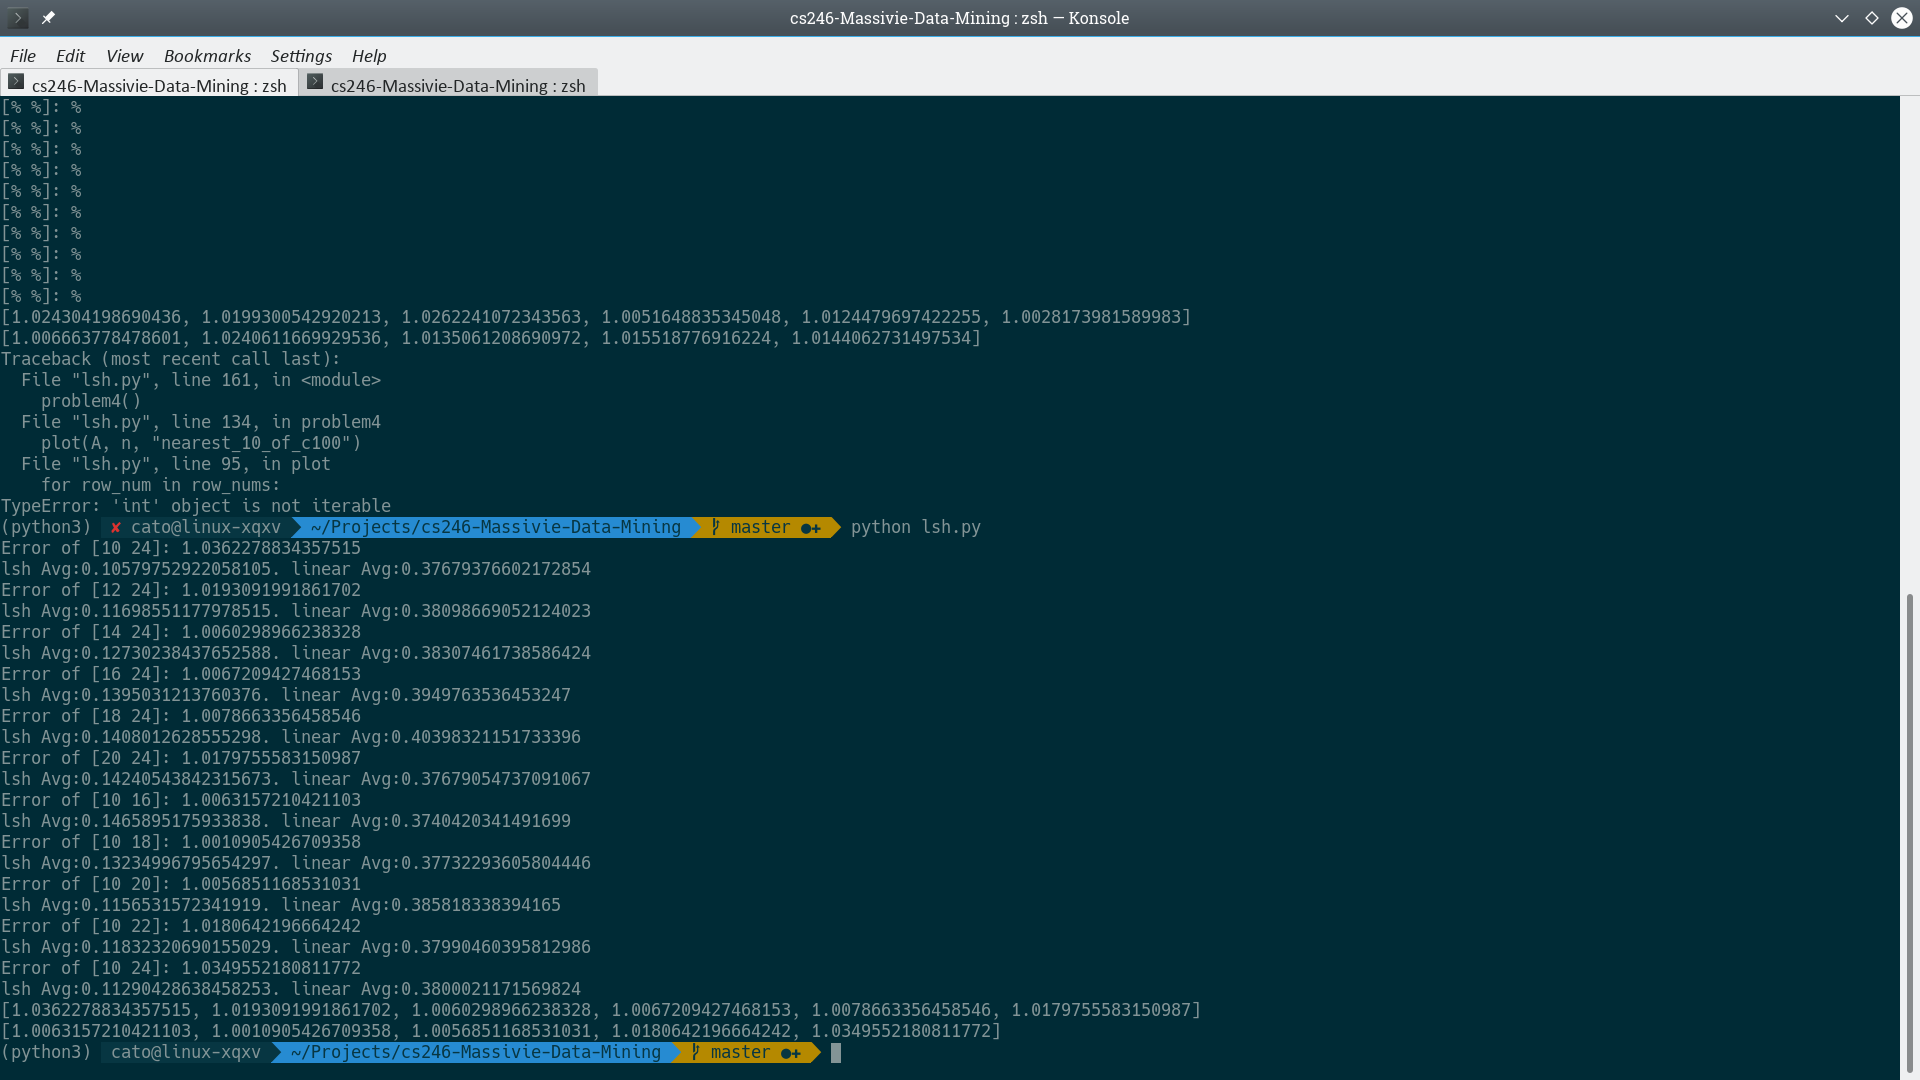 cs246-Massivie-Data-Mining : zsh — Konsole
File Edit View Bookmarks Settings Help
cs246-Massivie-Data-Mining : zsh cs246-Massivie-Data-Mining : zsh
[% %]: %
[% %]: %
[% %]: %
[% %]: %
[% %]: %
[% %]: %
[% %]: %
[% %]: %
[% %]: %
[% %]: %
[1.024304198690436, 1.0199300542920213, 1.0262241072343563, 1.0051648835345048, 1.0124479697422255, 1.0028173981589983]
[1.006663778478601, 1.0240611669929536, 1.0135061208690972, 1.015518776916224, 1.0144062731497534]
Traceback (most recent call last):
  File "lsh.py", line 161, in <module>
    problem4()
  File "lsh.py", line 134, in problem4
    plot(A, n, "nearest_10_of_c100")
  File "lsh.py", line 95, in plot
    for row_num in row_nums:
TypeError: 'int' object is not iterable
(python3) ✘ cato@linux-xqxv ~/Projects/cs246-Massivie-Data-Mining master ●+ python lsh.py
Error of [10 24]: 1.0362278834357515
lsh Avg:0.10579752922058105. linear Avg:0.37679376602172854
Error of [12 24]: 1.0193091991861702
lsh Avg:0.11698551177978515. linear Avg:0.38098669052124023
Error of [14 24]: 1.0060298966238328
lsh Avg:0.12730238437652588. linear Avg:0.38307461738586424
Error of [16 24]: 1.0067209427468153
lsh Avg:0.1395031213760376. linear Avg:0.3949763536453247
Error of [18 24]: 1.0078663356458546
lsh Avg:0.1408012628555298. linear Avg:0.40398321151733396
Error of [20 24]: 1.0179755583150987
lsh Avg:0.14240543842315673. linear Avg:0.37679054737091067
Error of [10 16]: 1.0063157210421103
lsh Avg:0.1465895175933838. linear Avg:0.3740420341491699
Error of [10 18]: 1.0010905426709358
lsh Avg:0.13234996795654297. linear Avg:0.37732293605804446
Error of [10 20]: 1.0056851168531031
lsh Avg:0.1156531572341919. linear Avg:0.385818338394165
Error of [10 22]: 1.0180642196664242
lsh Avg:0.11832320690155029. linear Avg:0.37990460395812986
Error of [10 24]: 1.0349552180811772
lsh Avg:0.11290428638458253. linear Avg:0.3800021171569824
[1.0362278834357515, 1.0193091991861702, 1.0060298966238328, 1.0067209427468153, 1.0078663356458546, 1.0179755583150987]
[1.0063157210421103, 1.0010905426709358, 1.0056851168531031, 1.0180642196664242, 1.0349552180811772]
(python3) cato@linux-xqxv ~/Projects/cs246-Massivie-Data-Mining master ●+